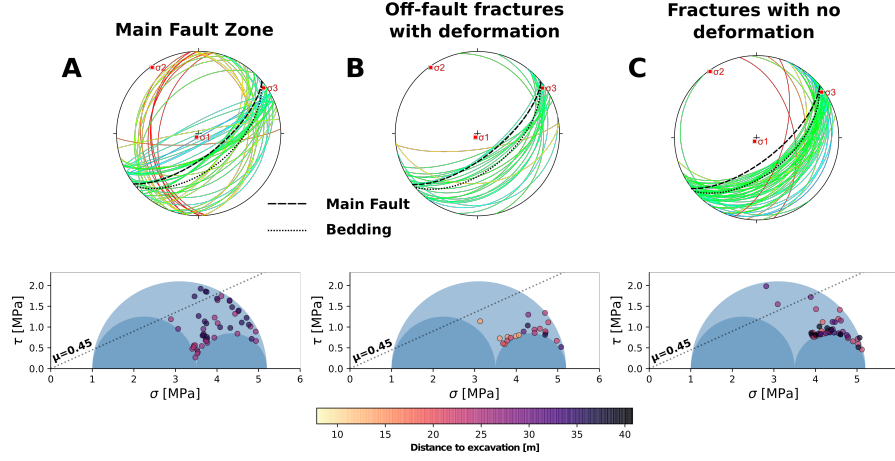 Main Fault Zone
Off-fault fractures
with deformation
Fractures with no
deformation
A
B
C
σ2
σ3
σ1
σ2
σ3
σ1
σ2
σ3
σ1
Main Fault
Bedding
τ [MPa]
2.0
1.5
1.0
0.5
0.0
μ=0.45
0 1 2 3 4 5 6
σ [MPa]
τ [MPa]
2.0
1.5
1.0
0.5
0.0
μ=0.45
0 1 2 3 4 5 6
σ [MPa]
τ [MPa]
2.0
1.5
1.0
0.5
0.0
μ=0.45
0 1 2 3 4 5 6
σ [MPa]
10 15 20 25 30 35 40
Distance to excavation [m]